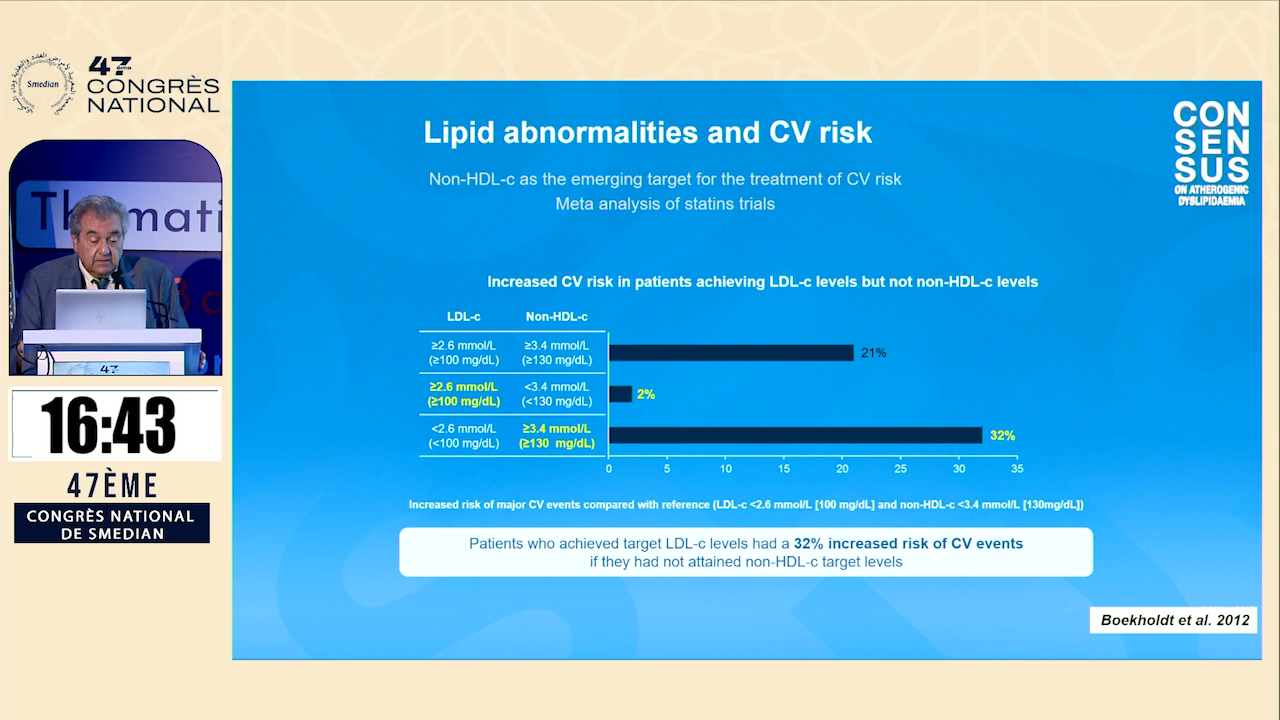 Smedian
47ème
CONGRÈS
NATIONAL
Th mati
47
16:43
47ÈME
CONGRÈS NATIONAL
DE SMEDIAN
Lipid abnormalities and CV risk
Non-HDL-c as the emerging target for the treatment of CV risk
Meta analysis of statins trials
CON
SEN
SUS
ON ATHEROGENIC
DYSLIPIDAEMIA
Increased CV risk in patients achieving LDL-c levels but not non-HDL-c levels
LDL-c Non-HDL-c
≥2.6 mmol/L ≥3.4 mmol/L
(≥100 mg/dL) (≥130 mg/dL)
21%
≥2.6 mmol/L <3.4 mmol/L
(≥100 mg/dL) (<130 mg/dL)
2%
<2.6 mmol/L ≥3.4 mmol/L
(<100 mg/dL) (≥130 mg/dL)
32%
0 5 10 15 20 25 30 35
Increased risk of major CV events compared with reference (LDL-c <2.6 mmol/L [100 mg/dL] and non-HDL-c <3.4 mmol/L [130mg/dL])
Patients who achieved target LDL-c levels had a 32% increased risk of CV events
if they had not attained non-HDL-c target levels
Boekholdt et al. 2012